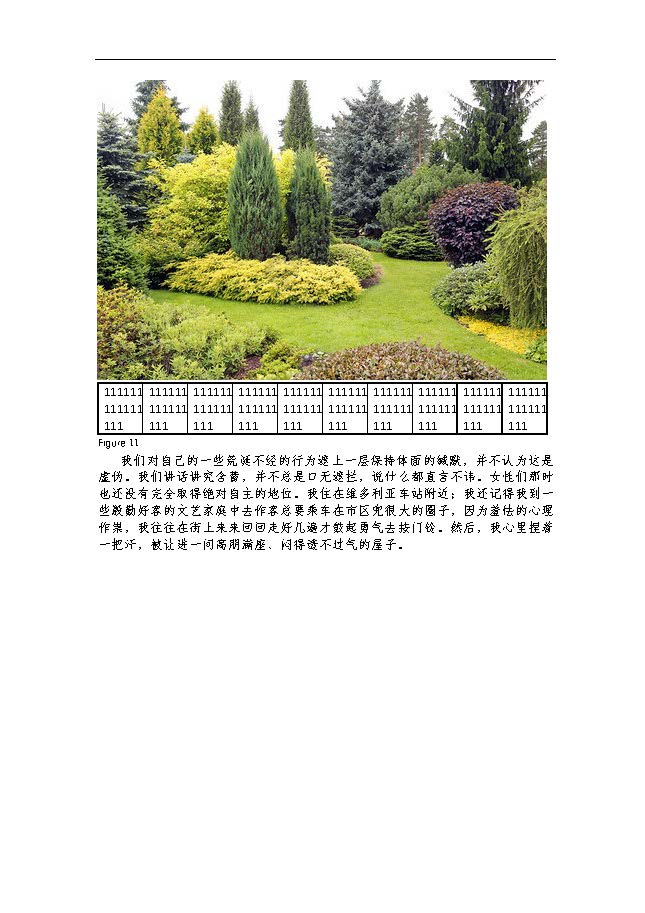 111111 111111 111111 111111 111111 111111 111111 111111 111111 111111
111111 111111 111111 111111 111111 111111 111111 111111 111111 111111
111 111 111 111 111 111 111 111 111 111
Figure 11
我们对自己的一些荒诞不经的行为遮上一层保持体面的缄默，并不认为这是
虚伪。我们讲话讲究含蓄，并不总是口无遮拦，说什么都直言不讳。女性们那时
也还没有完全取得绝对自主的地位。我住在维多利亚车站附近；我还记得我到一
些殷勤好客的文艺家庭中去作客总要乘车在市区兜很大的圈子，因为羞怯的心理
作祟，我往往在街上来来回回走好几遍才鼓起勇气去按门铃。然后，我心里捏着
一把汗，被让进一间高朋满座、闷得透不过气的屋子。